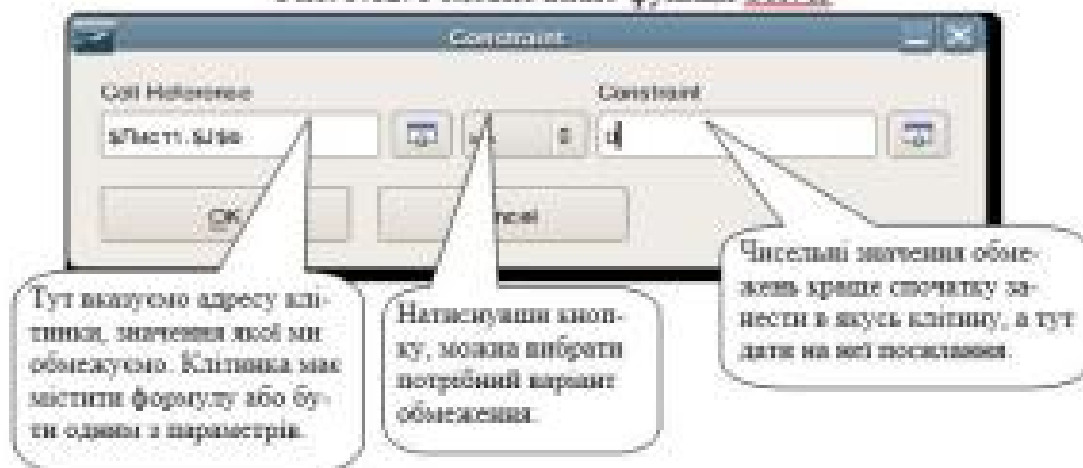 Constraint
Cell Reference
Constraint
OK
Тут вказуємо адресу клі-
тинки, значення якої ми
обмежуємо. Клітинка має
містити формулу або бу-
ти одним з параметрів.
Натиснувши кноп-
ку, можна вибрати
потрібний варіант
обмеження.
Чисельні значення обме-
жень краще спочатку за-
нести в якусь клітину, а тут
дати на неї посилання.